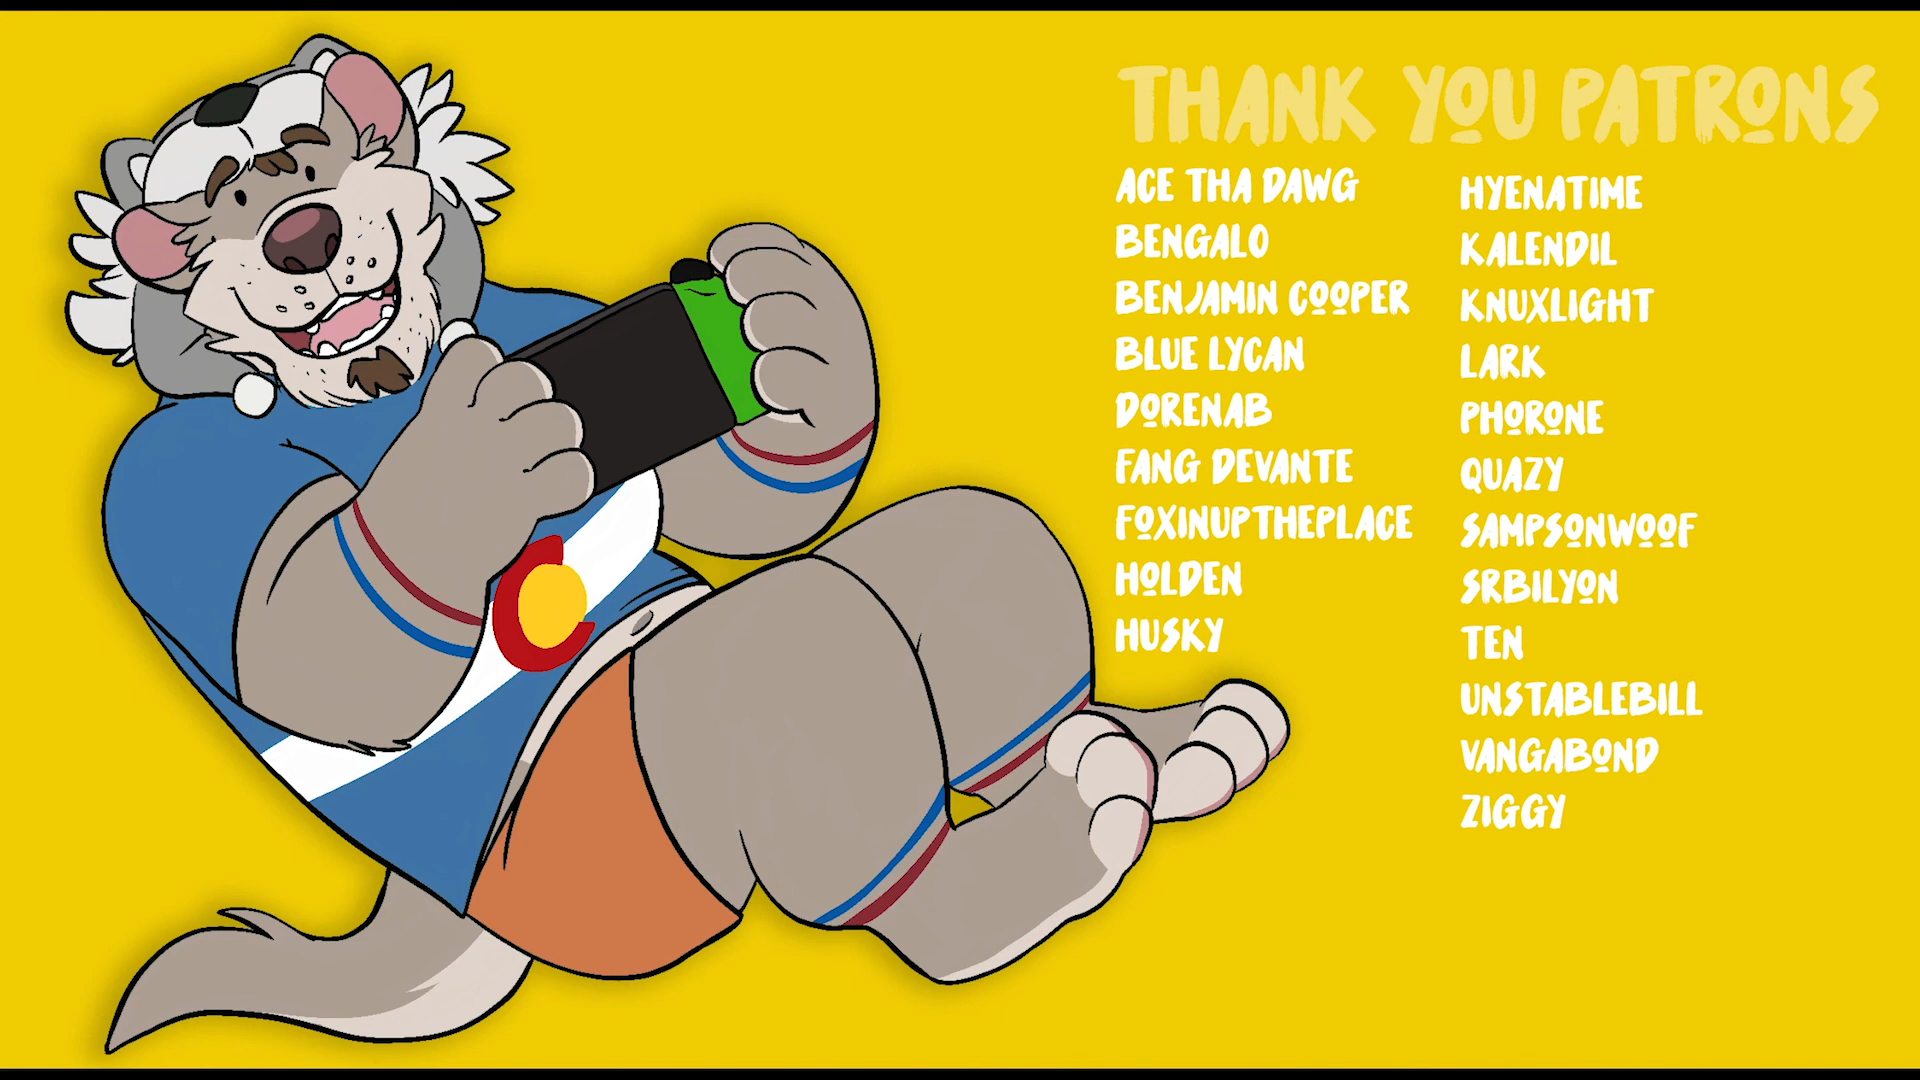 THANK YOU PATRONS
ACE THA DAWG
BENGALO
BENJAMIN COOPER
BLUE LYCAN
DORENAB
FANG DEVANTE
FOXINUPTHEPLACE
HOLDEN
HUSKY
HYENATIME
KALENDIL
KNUXLIGHT
LARK
PHORONE
QUAZY
SAMPSONWOOF
SRBILYON
TEN
UNSTABLEBILL
VANGABOND
ZIGGY